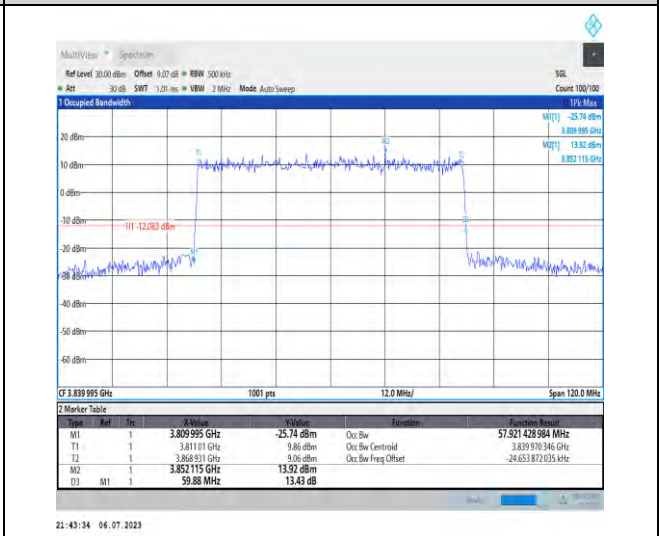 MultiView Spectrum
Ref Level 30.00 dBm Offset 9.07 dB RBW 500 kHz SGL
Att 30 dB SWT 1.01 ms VBW 2 MHz Mode Auto Sweep Count 100/100
1 Occupied Bandwidth 1Pk Max
M1[1] -25.74 dBm
3.809 995 GHz
M2[1] 13.92 dBm
3.852 115 GHz
20 dBm
M2
T1
T2
10 dBm
0 dBm
-10 dBm
H1 -12.083 dBm
-20 dBm
M1
-30 dBm
-40 dBm
-50 dBm
-60 dBm
CF 3.839 995 GHz 1001 pts 12.0 MHz/ Span 120.0 MHz
2 Marker Table
Type Ref Trc X-Value Y-Value Function Function Result
M1 1 3.809 995 GHz -25.74 dBm Occ Bw 57.921 428 984 MHz
T1 1 3.811 01 GHz 9.86 dBm Occ Bw Centroid 3.839 970 346 GHz
T2 1 3.868 931 GHz 9.06 dBm Occ Bw Freq Offset -24.653 872 035 kHz
M2 1 3.852 115 GHz 13.92 dBm
D3 M1 1 59.88 MHz 13.43 dB
21:43:34 06.07.2023